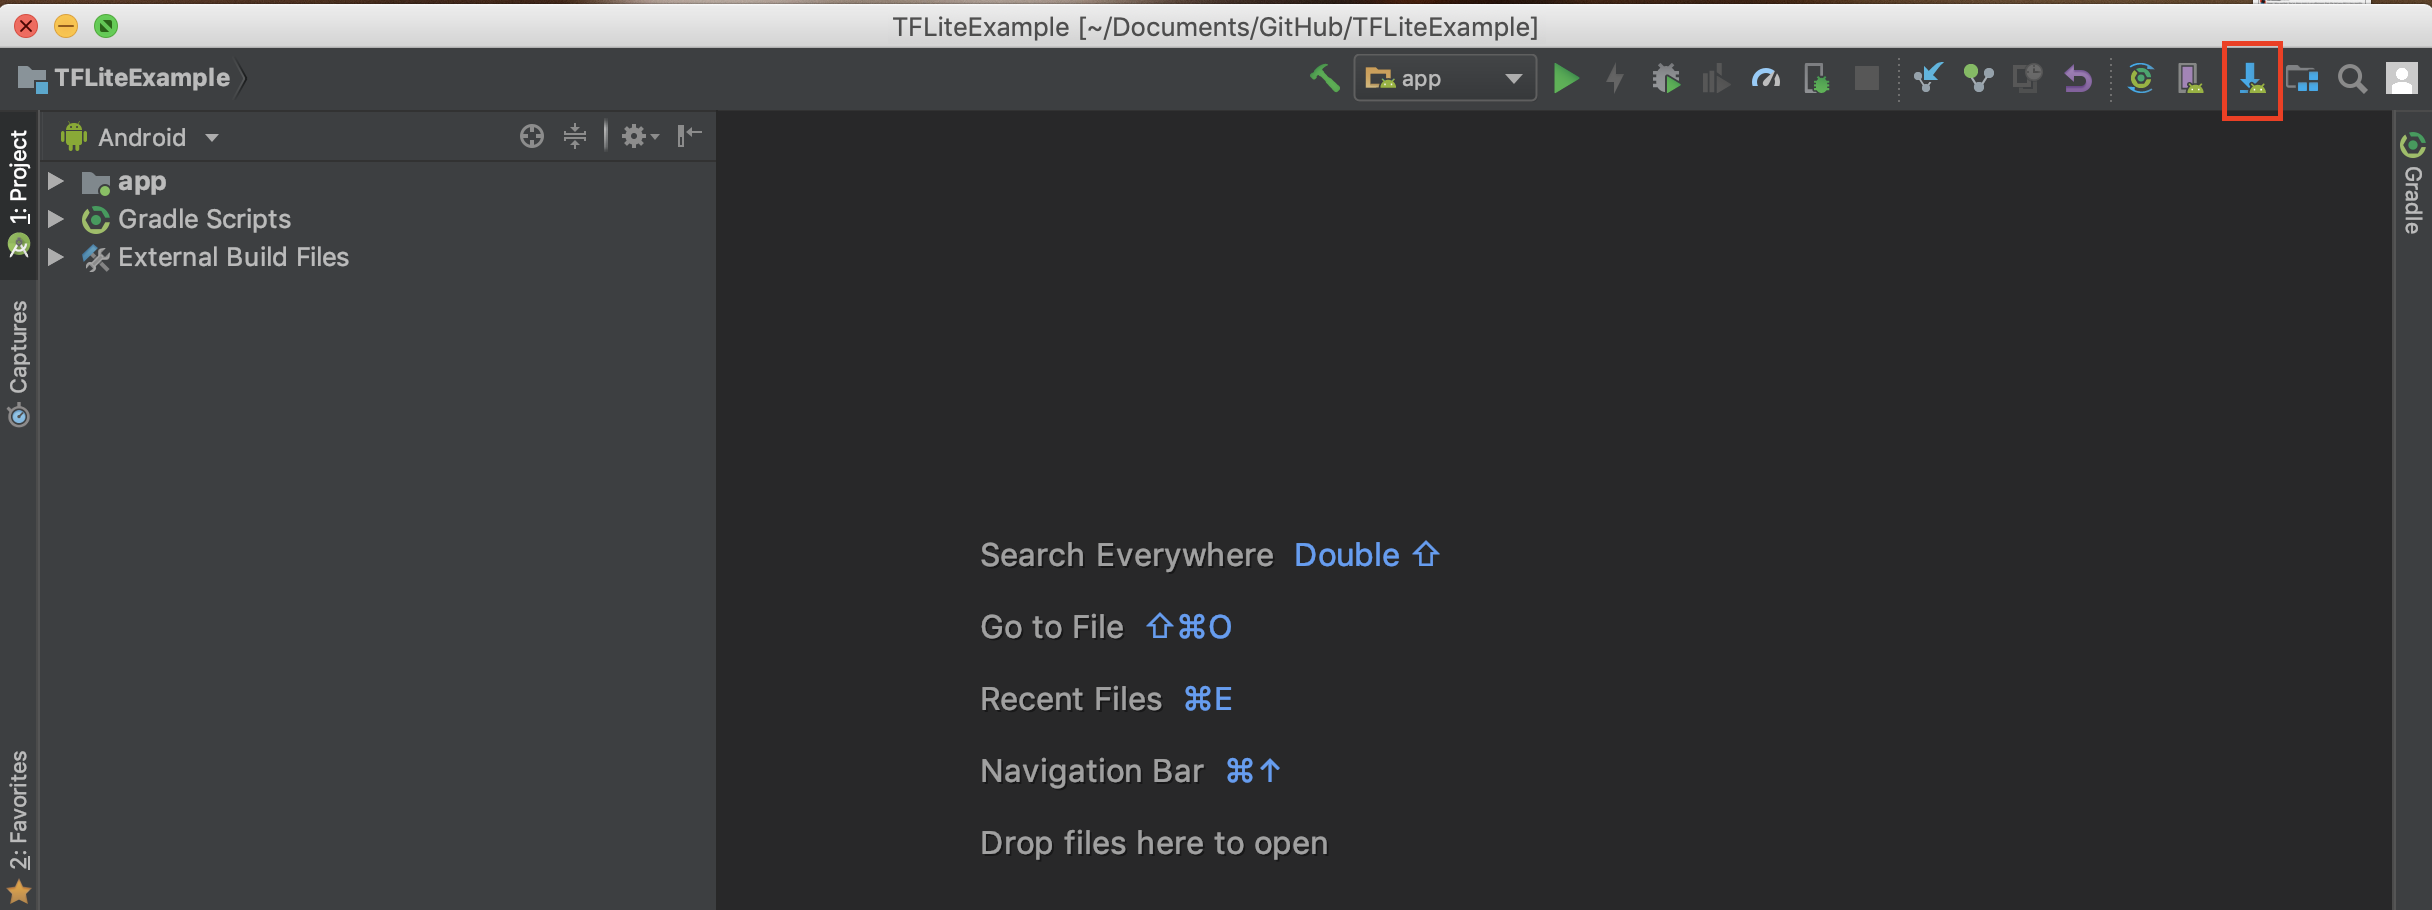 TFLiteExample [~/Documents/GitHub/TFLiteExample]
TFLiteExample
app
1: Project
Android
app
Gradle Scripts
External Build Files
Captures
2: Favorites
Gradle
Search Everywhere Double ⇧
Go to File ⇧⌘O
Recent Files ⌘E
Navigation Bar ⌘↑
Drop files here to open